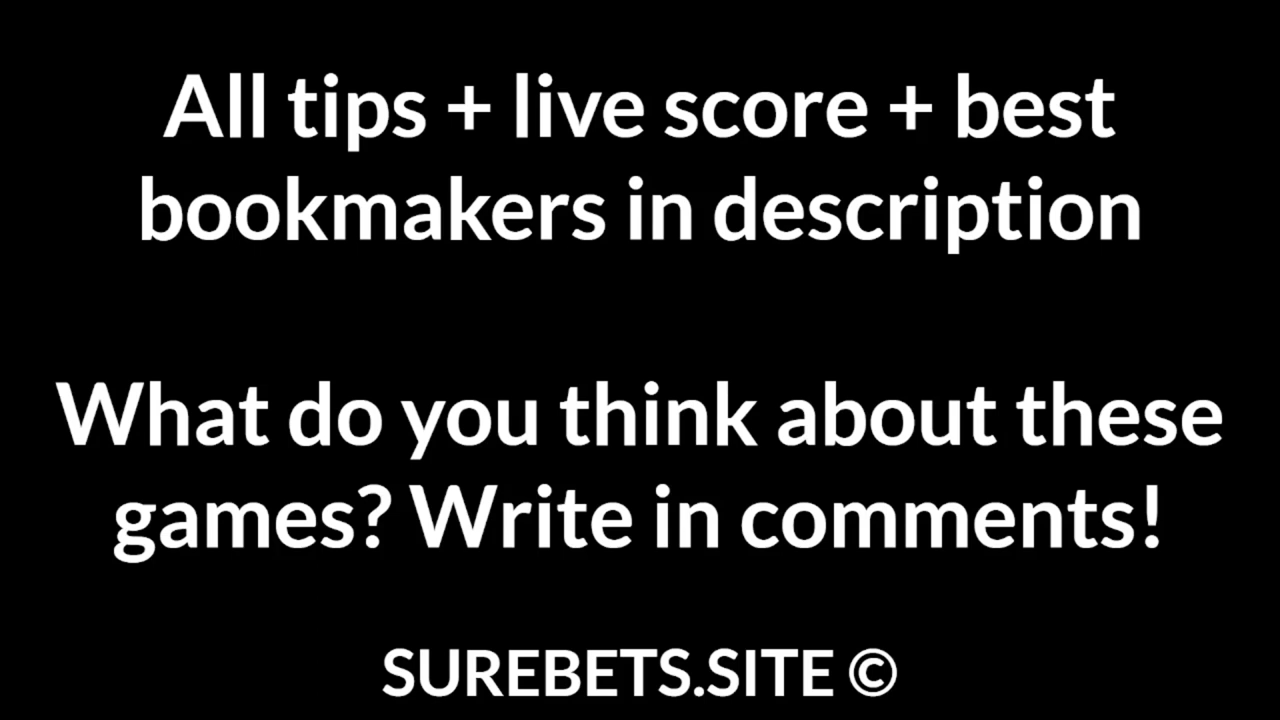 All tips + live score + best
bookmakers in description
What do you think about these
games? Write in comments!
SUREBETS.SITE ©